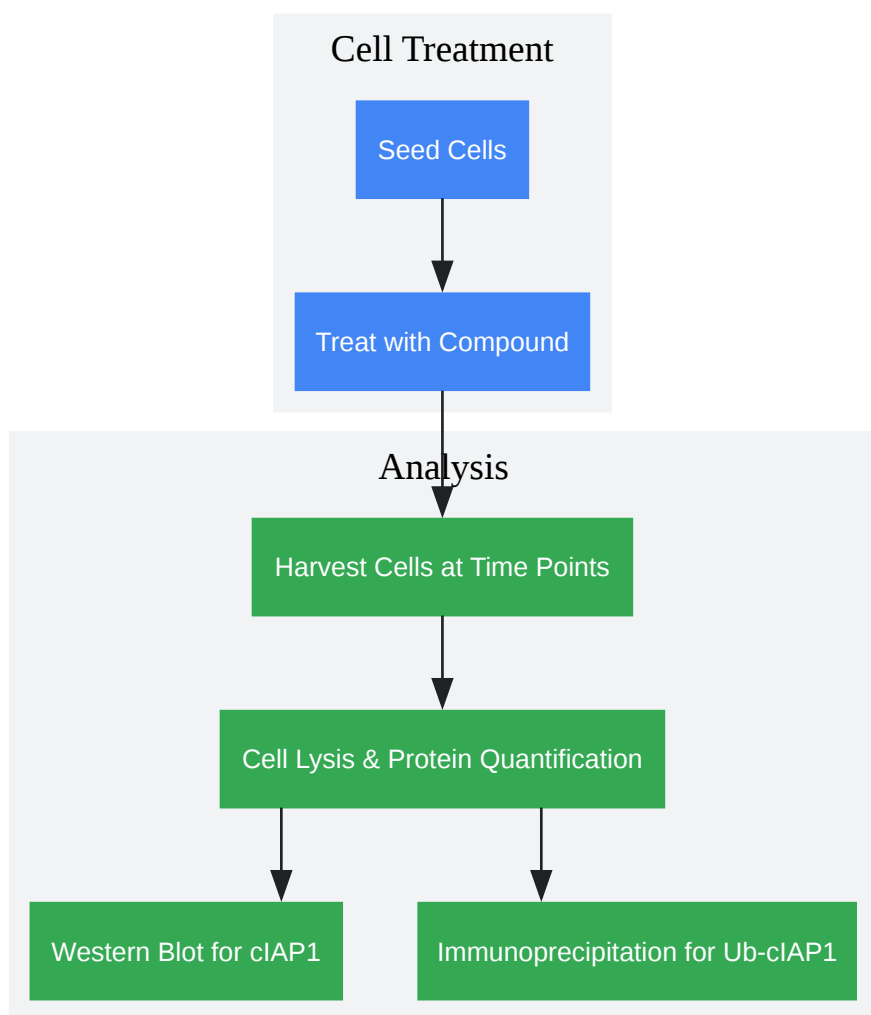 Cell Treatment
Seed Cells
Treat with Compound
Analysis
Harvest Cells at Time Points
Cell Lysis & Protein Quantification
Western Blot for cIAP1
Immunoprecipitation for Ub-cIAP1